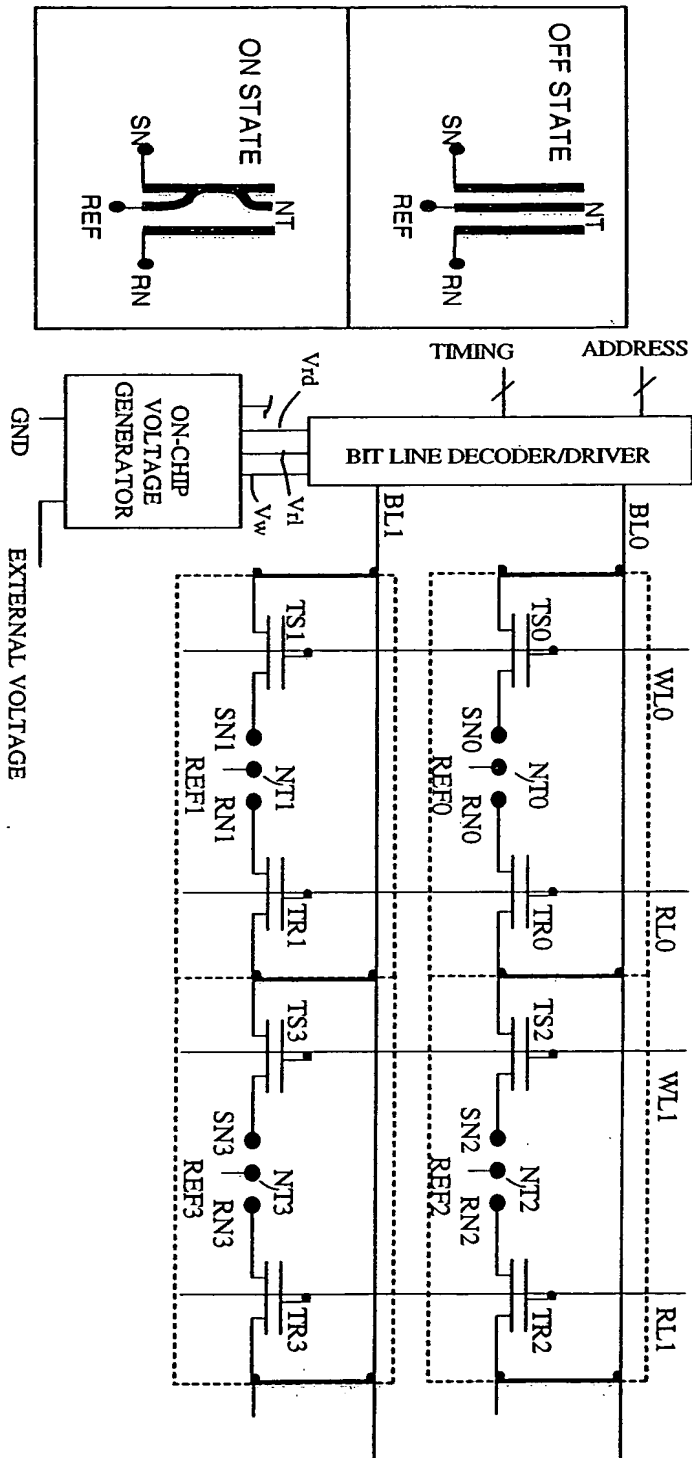 OFF STATE
NT
REF
RN
ON STATE
SN
NT
REF
RN
TIMING
ADDRESS
BIT LINE DECODER/DRIVER
Vrd
Vrl
Vw
ON-CHIP
VOLTAGE
GENERATOR
GND
EXTERNAL VOLTAGE
BL0
BL1
WL0
RL0
WL1
RL1
TS0
SN0
NT0
REF0
RN0
TR0
TS2
SN2
NT2
REF2
RN2
TR2
TS1
SN1
NT1
REF1
RN1
TR1
TS3
SN3
NT3
REF3
RN3
TR3